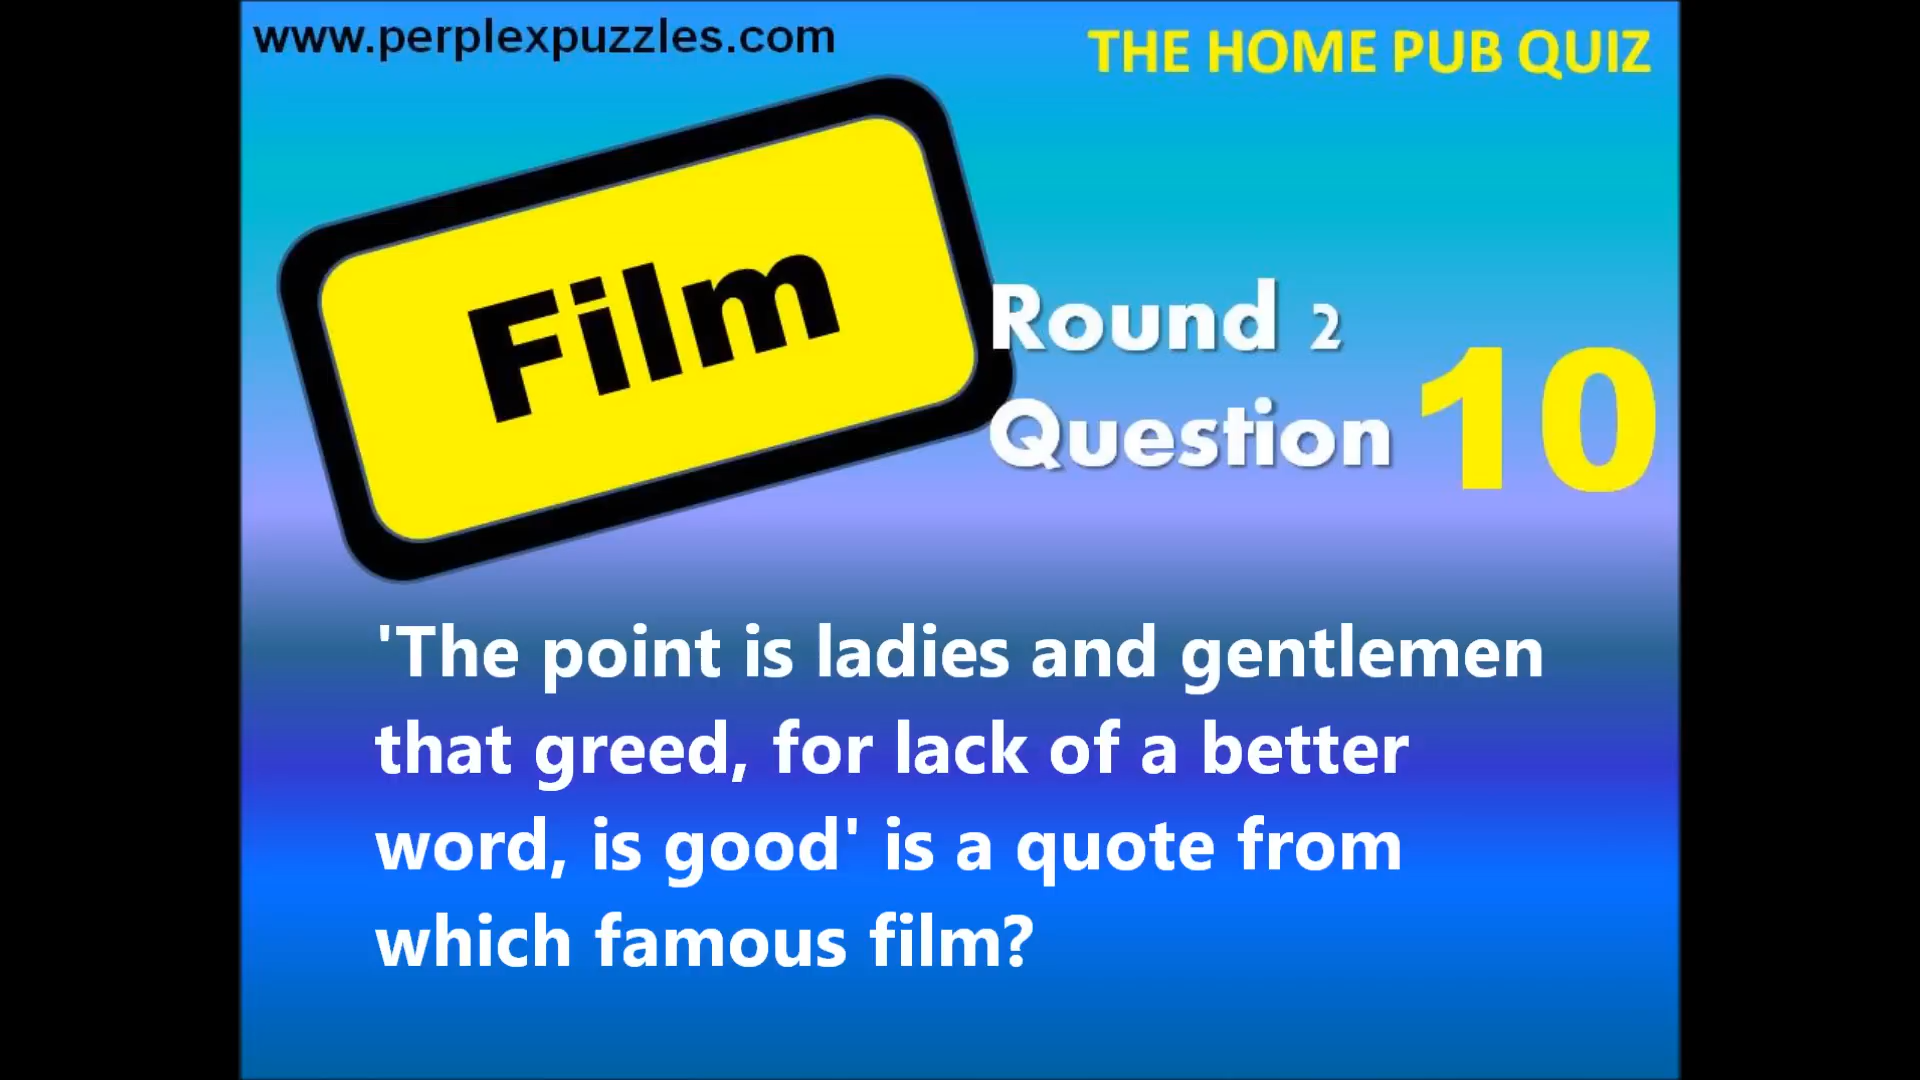 www.perplexpuzzles.com
THE HOME PUB QUIZ
Film
Round 2
Question 10
'The point is ladies and gentlemen
that greed, for lack of a better
word, is good' is a quote from
which famous film?